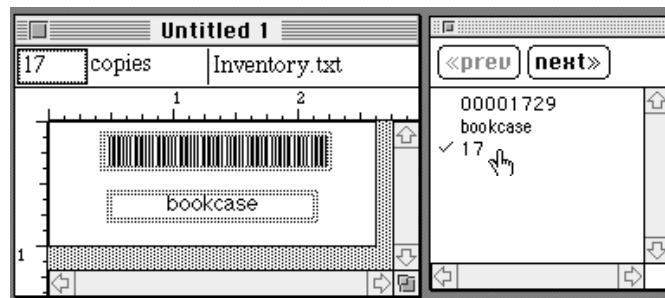 Untitled 1
17 copies Inventory.txt
1 2
bookcase
1
«prev next»
00001729
bookcase
✓ 17